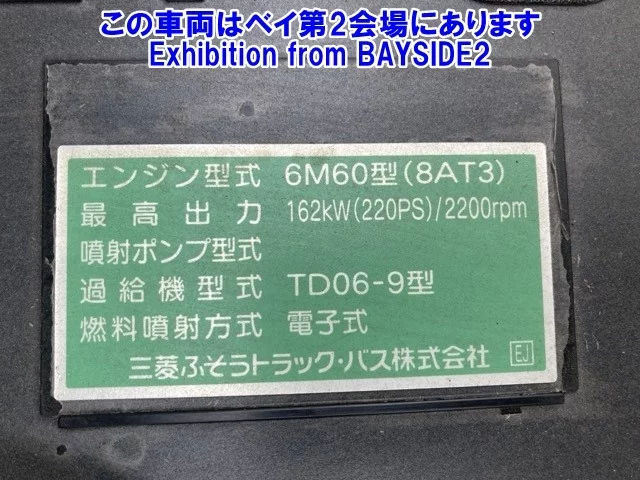 この車両はベイ第2会場にあります
Exhibition from BAYSIDE2
エンジン型式 6M60型(8AT3)
最高出力 162kW(220PS)/2200rpm
噴射ポンプ型式
過給機型式 TD06-9型
燃料噴射方式 電子式
三菱ふそうトラック・バス株式会社 EJ